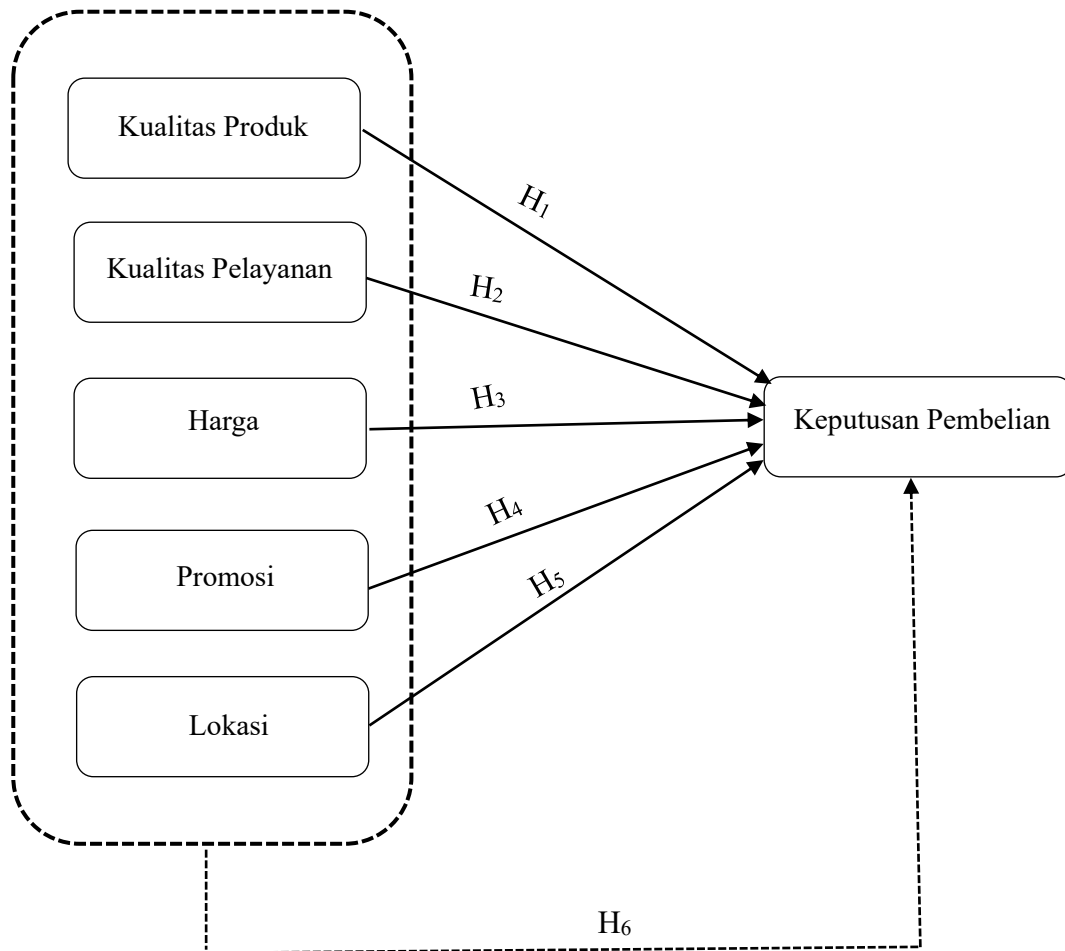 Kualitas Produk
H₁
Kualitas Pelayanan
H₂
Harga
H₃
Keputusan Pembelian
Promosi
H₄
Lokasi
H₅
H₆